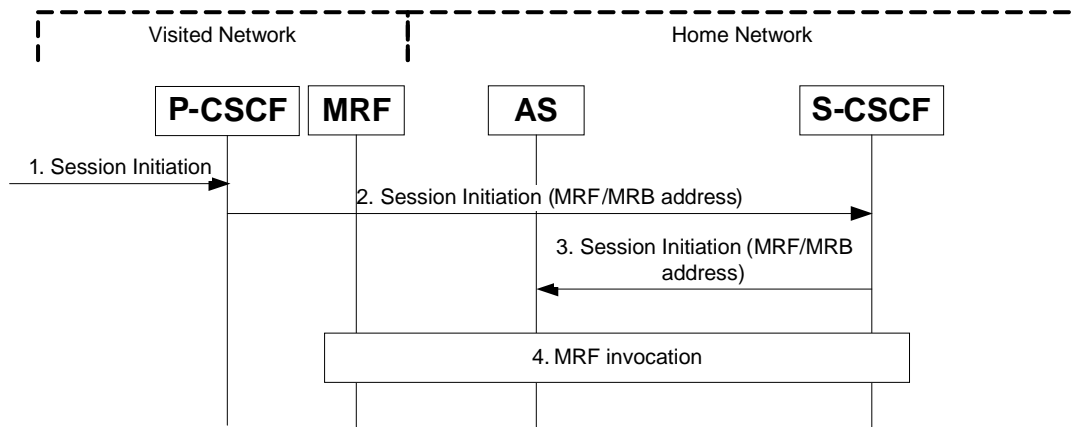 Visited Network
Home Network
P-CSCF
MRF
AS
S-CSCF
1. Session Initiation
2. Session Initiation (MRF/MRB address)
3. Session Initiation (MRF/MRB
address)
4. MRF invocation